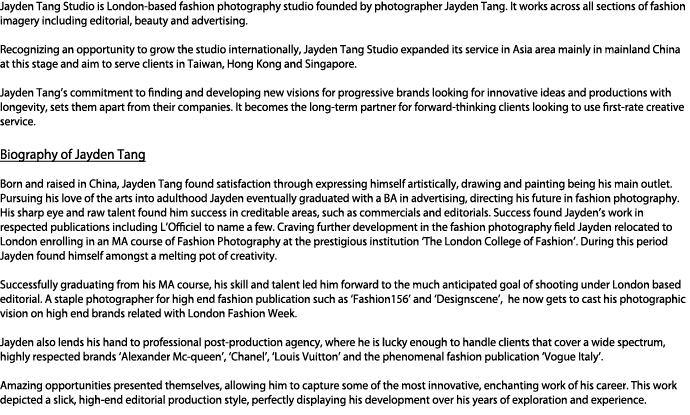 Jayden Tang Studio is London-based fashion photography studio founded by photographer Jayden Tang. It works across all sections of fashion
imagery including editorial, beauty and advertising.
Recognizing an opportunity to grow the studio internationally, Jayden Tang Studio expanded its service in Asia area mainly in mainland China
at this stage and aim to serve clients in Taiwan, Hong Kong and Singapore.
Jayden Tang's commitment to finding and developing new visions for progressive brands looking for innovative ideas and productions with
longevity, sets them apart from their companies. It becomes the long-term partner for forward-thinking clients looking to use first-rate creative
service.
Biography of Jayden Tang
Born and raised in China, Jayden Tang found satisfaction through expressing himself artistically, drawing and painting being his main outlet.
Pursuing his love of the arts into adulthood Jayden eventually graduated with a BA in advertising, directing his future in fashion photography.
His sharp eye and raw talent found him success in creditable areas, such as commercials and editorials. Success found Jayden's work in
respected publications including L'Officiel to name a few. Craving further development in the fashion photography field Jayden relocated to
London enrolling in an MA course of Fashion Photography at the prestigious institution 'The London College of Fashion'. During this period
Jayden found himself amongst a melting pot of creativity.
Successfully graduating from his MA course, his skill and talent led him forward to the much anticipated goal of shooting under London based
editorial. A staple photographer for high end fashion publication such as 'Fashion156' and 'Designscene', he now gets to cast his photographic
vision on high end brands related with London Fashion Week.
Jayden also lends his hand to professional post-production agency, where he is lucky enough to handle clients that cover a wide spectrum,
highly respected brands 'Alexander Mc-queen', 'Chanel', 'Louis Vuitton' and the phenomenal fashion publication 'Vogue Italy'.
Amazing opportunities presented themselves, allowing him to capture some of the most innovative, enchanting work of his career. This work
depicted a slick, high-end editorial production style, perfectly displaying his development over his years of exploration and experience.